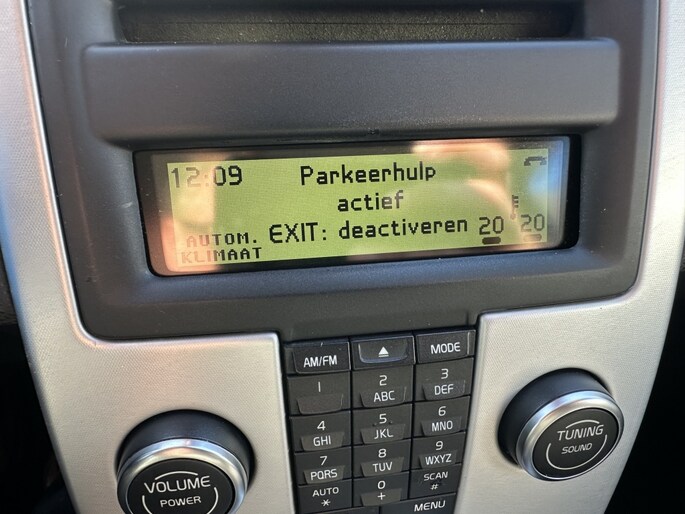 12:09 Parkeerhulp
actief
AUTOM. EXIT: deactiveren 20 20
KLIMAAT
AM/FM MODE
1 2 ABC 3 DEF
4 GHI 5 JKL 6 MNO
7 PQRS 8 TUV 9 WXYZ
AUTO * 0 + SCAN #
MENU
VOLUME
POWER
TUNING
SOUND